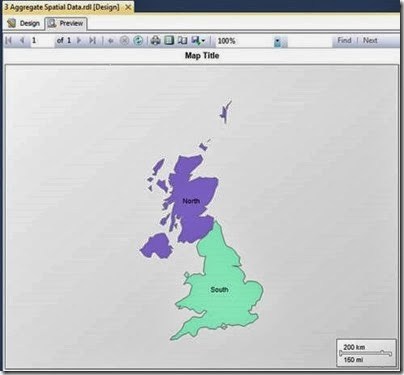 3 Aggregate Spatial Data.rdl [Design]
Design Preview
1 of 1 100% Find | Next
Map Title
North
South
200 km
150 mi